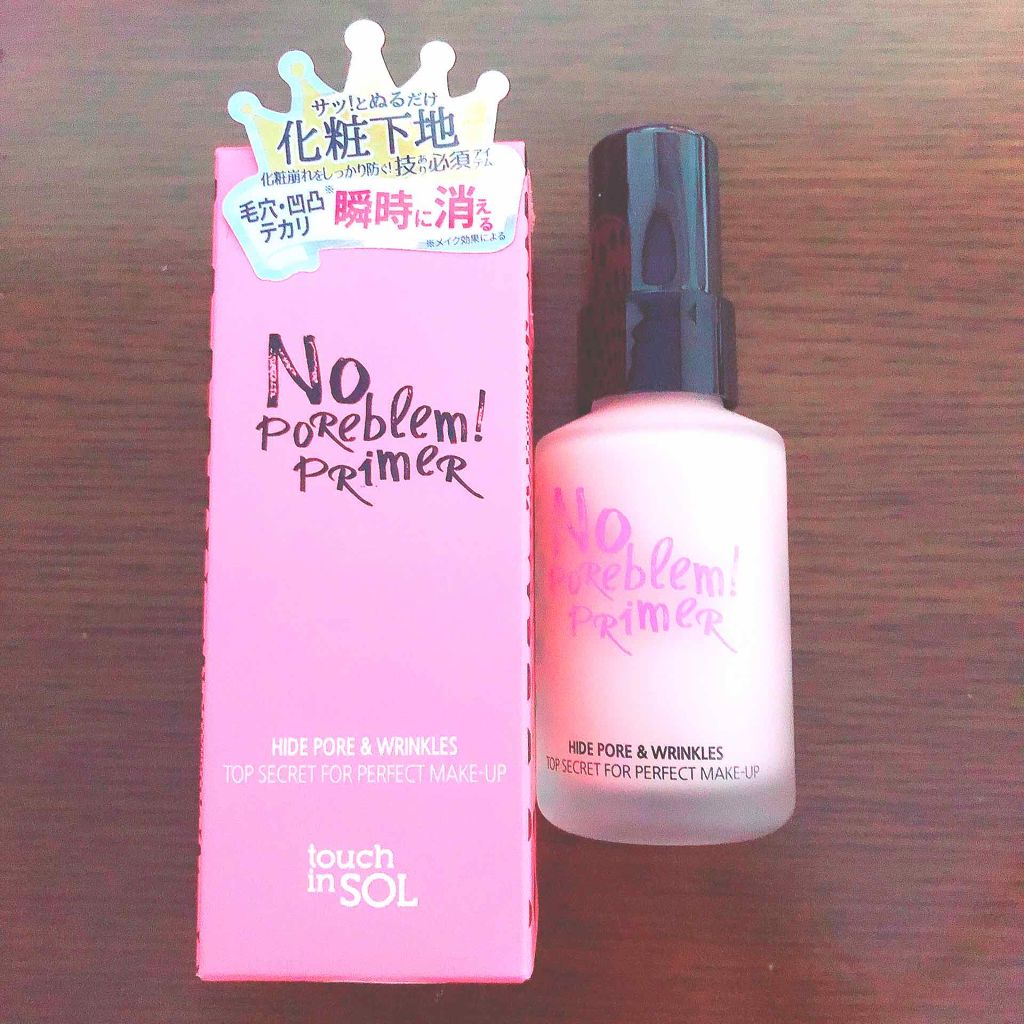 サッ!とぬるだけ
化粧下地
化粧崩れをしっかり防ぐ!技あり必須アイテム
毛穴・凹凸
テカリ
※
瞬時に消える
※メイク効果による
No
POREblem!
PRimeR
HIDE PORE & WRINKLES
TOP SECRET FOR PERFECT MAKE-UP
touch
in SOL
No
POREblem!
PRimeR
HIDE PORE & WRINKLES
TOP SECRET FOR PERFECT MAKE-UP